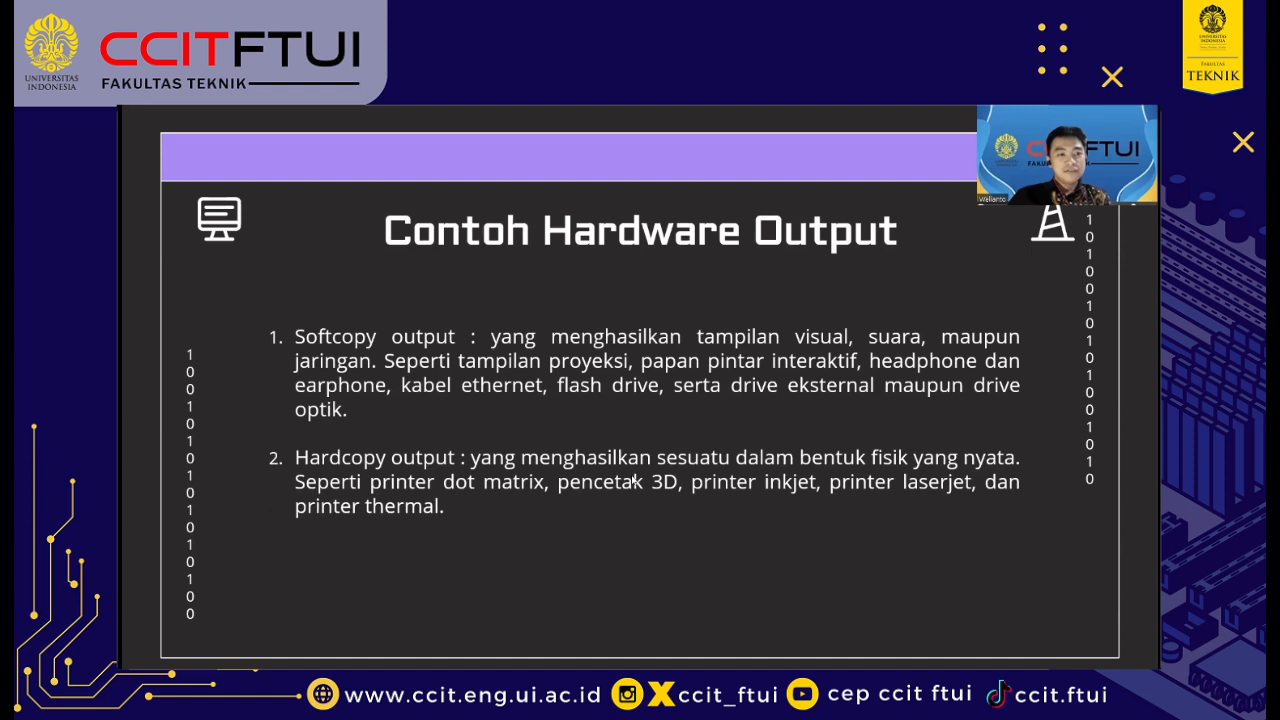 UNIVERSITAS
INDONESIA
CCITFTUI
FAKULTAS TEKNIK
FAKULTAS
TEKNIK
Welianto
Contoh Hardware Output
1. Softcopy output : yang menghasilkan tampilan visual, suara, maupun
jaringan. Seperti tampilan proyeksi, papan pintar interaktif, headphone dan
earphone, kabel ethernet, flash drive, serta drive eksternal maupun drive
optik.
2. Hardcopy output : yang menghasilkan sesuatu dalam bentuk fisik yang nyata.
Seperti printer dot matrix, pencetak 3D, printer inkjet, printer laserjet, dan
printer thermal.
1
0
0
1
0
1
0
1
0
1
0
1
0
1
0
0
1
0
1
0
0
1
0
1
0
1
0
0
1
0
1
0
www.ccit.eng.ui.ac.id
ccit_ftui
cep ccit ftui
ccit.ftui